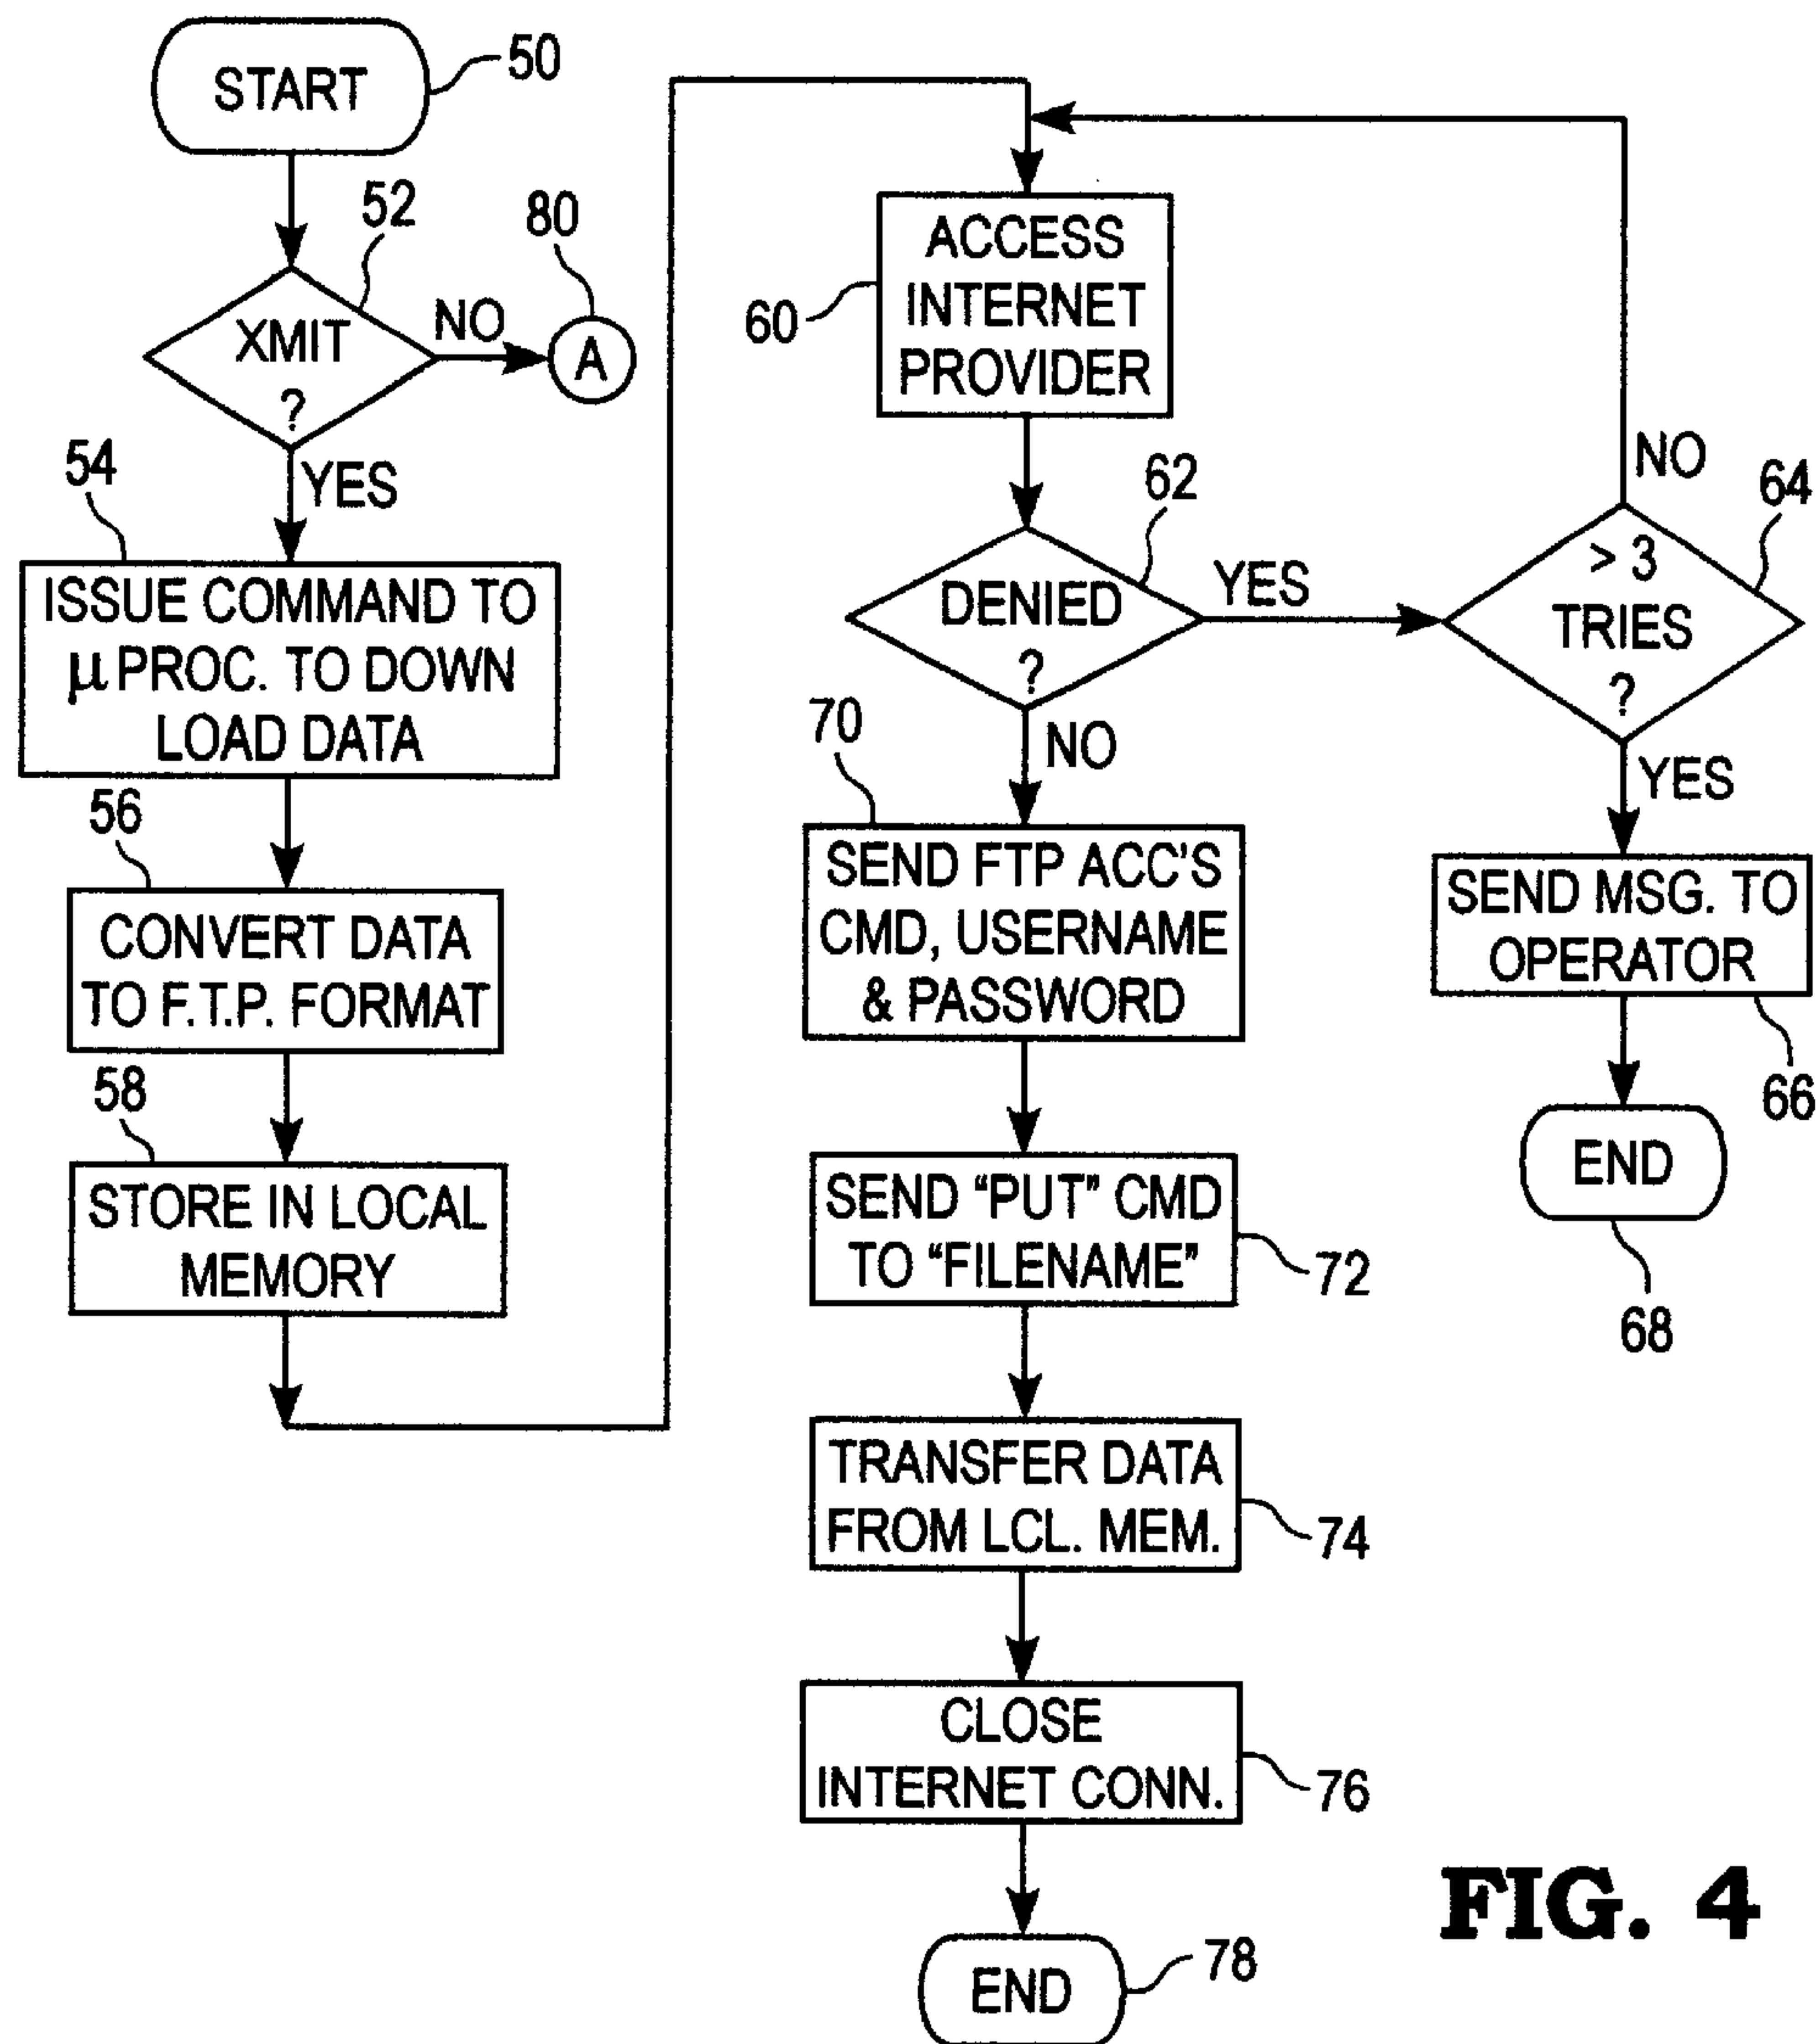 START
50
52
XMIT
?
NO
80
A
YES
54
ISSUE COMMAND TO
μ PROC. TO DOWN
LOAD DATA
56
CONVERT DATA
TO F.T.P. FORMAT
58
STORE IN LOCAL
MEMORY
60
ACCESS
INTERNET
PROVIDER
62
DENIED
?
YES
NO
64
> 3
TRIES
?
NO
YES
SEND MSG. TO
OPERATOR
66
END
68
70
SEND FTP ACC'S
CMD, USERNAME
& PASSWORD
SEND “PUT” CMD
TO “FILENAME”
72
TRANSFER DATA
FROM LCL. MEM.
74
CLOSE
INTERNET CONN.
76
END
78
FIG. 4